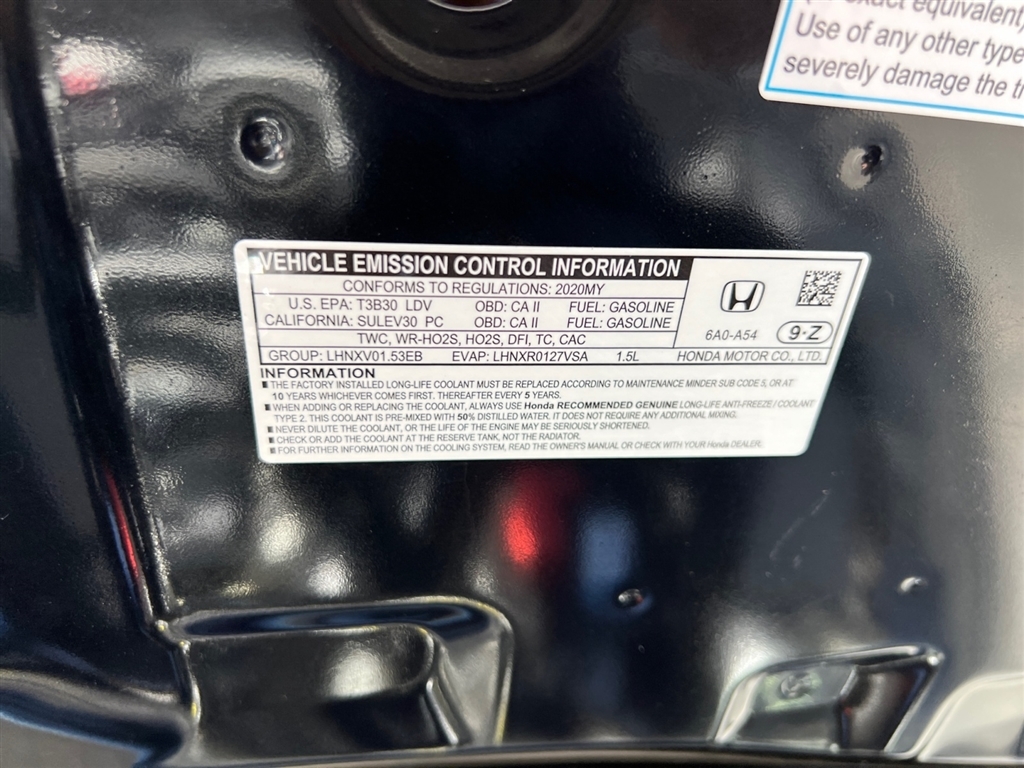 exact equivalent,
Use of any other type
severely damage the
VEHICLE EMISSION CONTROL INFORMATION
CONFORMS TO REGULATIONS: 2020MY
U.S. EPA: T3B30 LDV OBD: CA II FUEL: GASOLINE
CALIFORNIA: SULEV30 PC OBD: CA II FUEL: GASOLINE
TWC, WR-HO2S, HO2S, DFI, TC, CAC
GROUP: LHNXV01.53EB EVAP: LHNXR0127VSA 1.5L
6A0-A54 9-Z
HONDA MOTOR CO., LTD.
INFORMATION
■ THE FACTORY INSTALLED LONG-LIFE COOLANT MUST BE REPLACED ACCORDING TO MAINTENANCE MINDER SUB CODE 5, OR AT
10 YEARS WHICHEVER COMES FIRST. THEREAFTER EVERY 5 YEARS.
■ WHEN ADDING OR REPLACING THE COOLANT, ALWAYS USE Honda RECOMMENDED GENUINE LONG-LIFE ANTI-FREEZE / COOLANT
TYPE 2. THIS COOLANT IS PRE-MIXED WITH 50% DISTILLED WATER. IT DOES NOT REQUIRE ANY ADDITIONAL MIXING.
■ NEVER DILUTE THE COOLANT, OR THE LIFE OF THE ENGINE MAY BE SERIOUSLY SHORTENED.
■ CHECK OR ADD THE COOLANT AT THE RESERVE TANK, NOT THE RADIATOR.
■ FOR FURTHER INFORMATION ON THE COOLING SYSTEM, READ THE OWNER'S MANUAL OR CHECK WITH YOUR Honda DEALER.